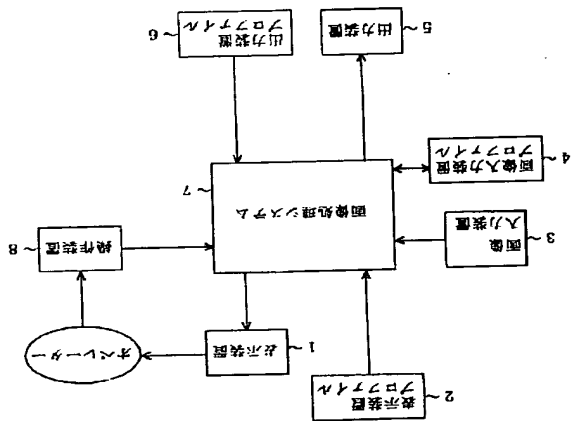 表示装置
プロファイル
2
表示装置
1
オペレーター
画像
入力装置
3
操作装置
8
画像処理システム
7
画像入力装置
プロファイル
4
出力装置
5
出力装置
プロファイル
6